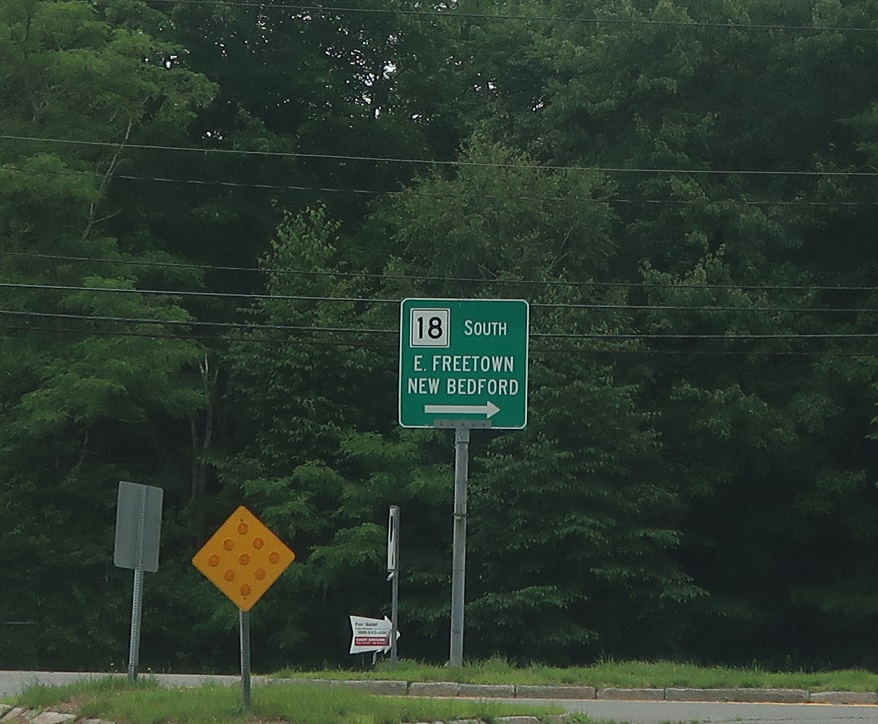 18 SOUTH
E. FREETOWN
NEW BEDFORD
For Sale!